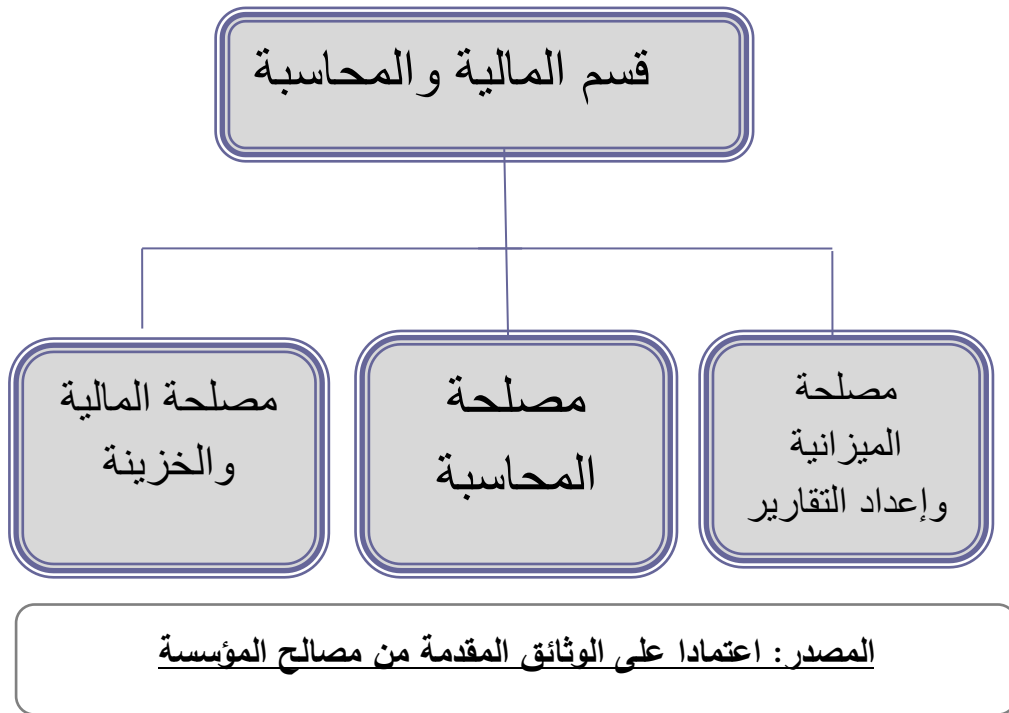 قسم المالية والمحاسبة
مصلحة
الميزانية
وإعداد التقارير
مصلحة
المحاسبة
مصلحة المالية
والخزينة
المصدر: اعتمادا على الوثائق المقدمة من مصالح المؤسسة